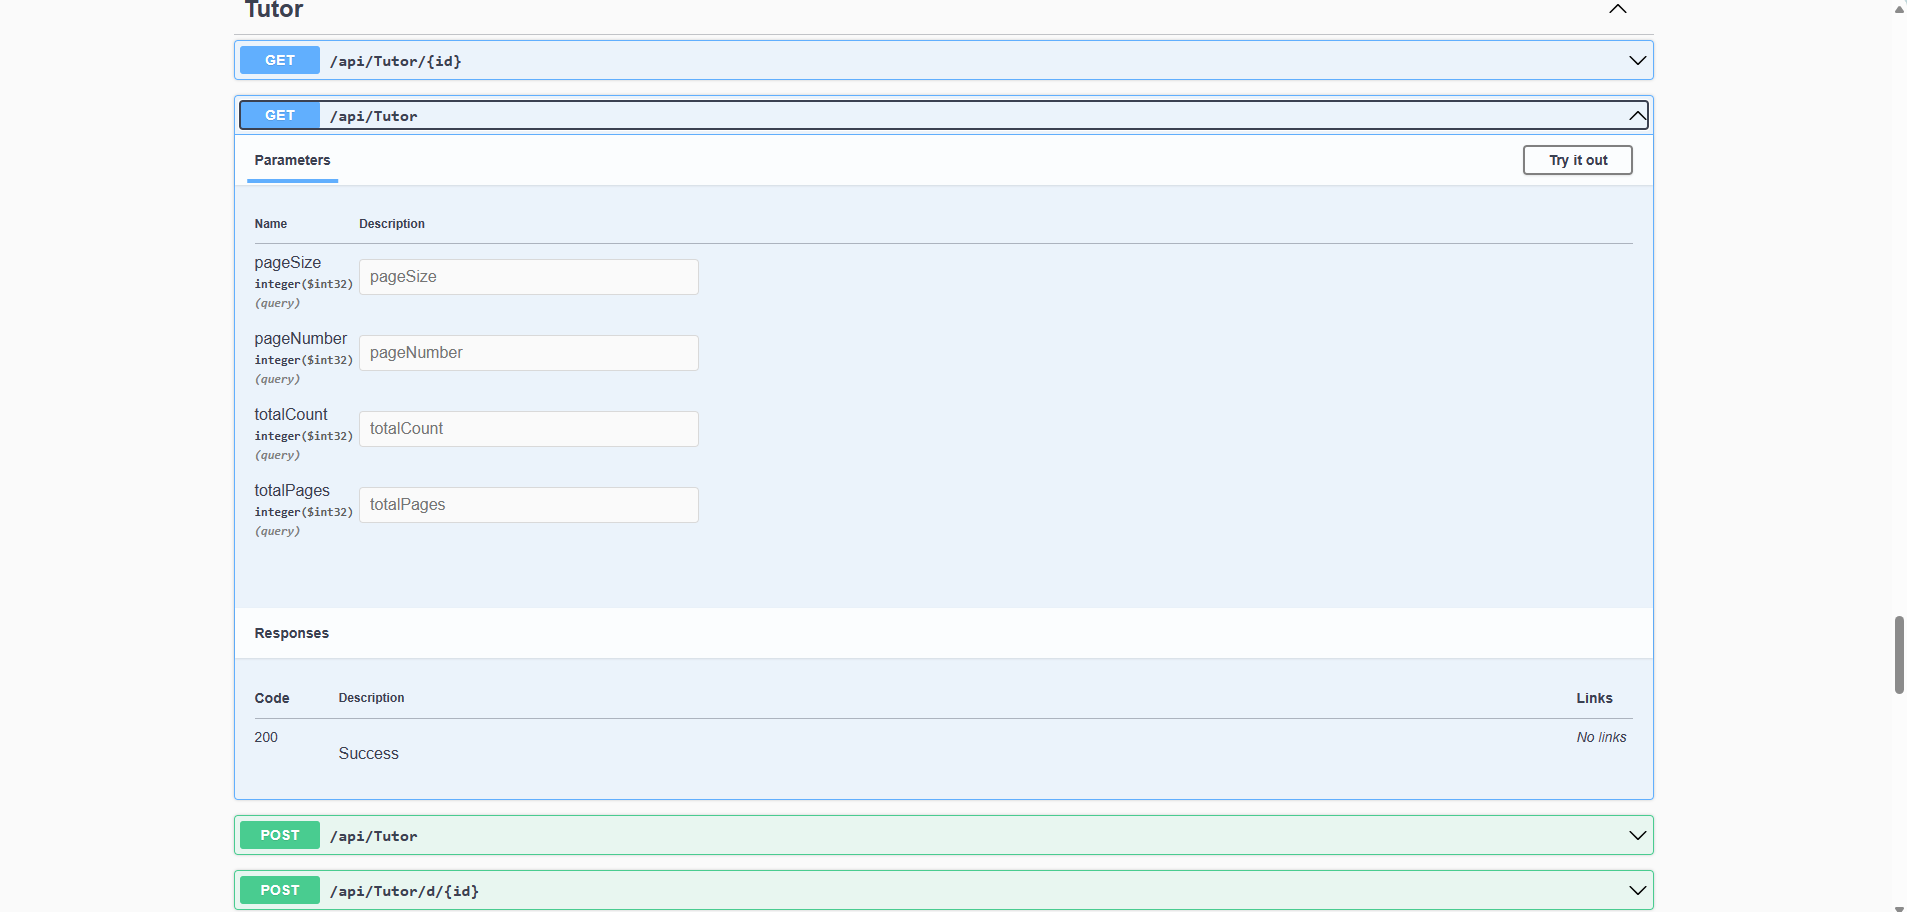 Tutor
GET /api/Tutor/{id}
GET /api/Tutor
Parameters Try it out
Name Description
pageSize
integer($int32)
(query)
pageSize
pageNumber
integer($int32)
(query)
pageNumber
totalCount
integer($int32)
(query)
totalCount
totalPages
integer($int32)
(query)
totalPages
Responses
Code Description Links
200 Success No links
POST /api/Tutor
POST /api/Tutor/d/{id}